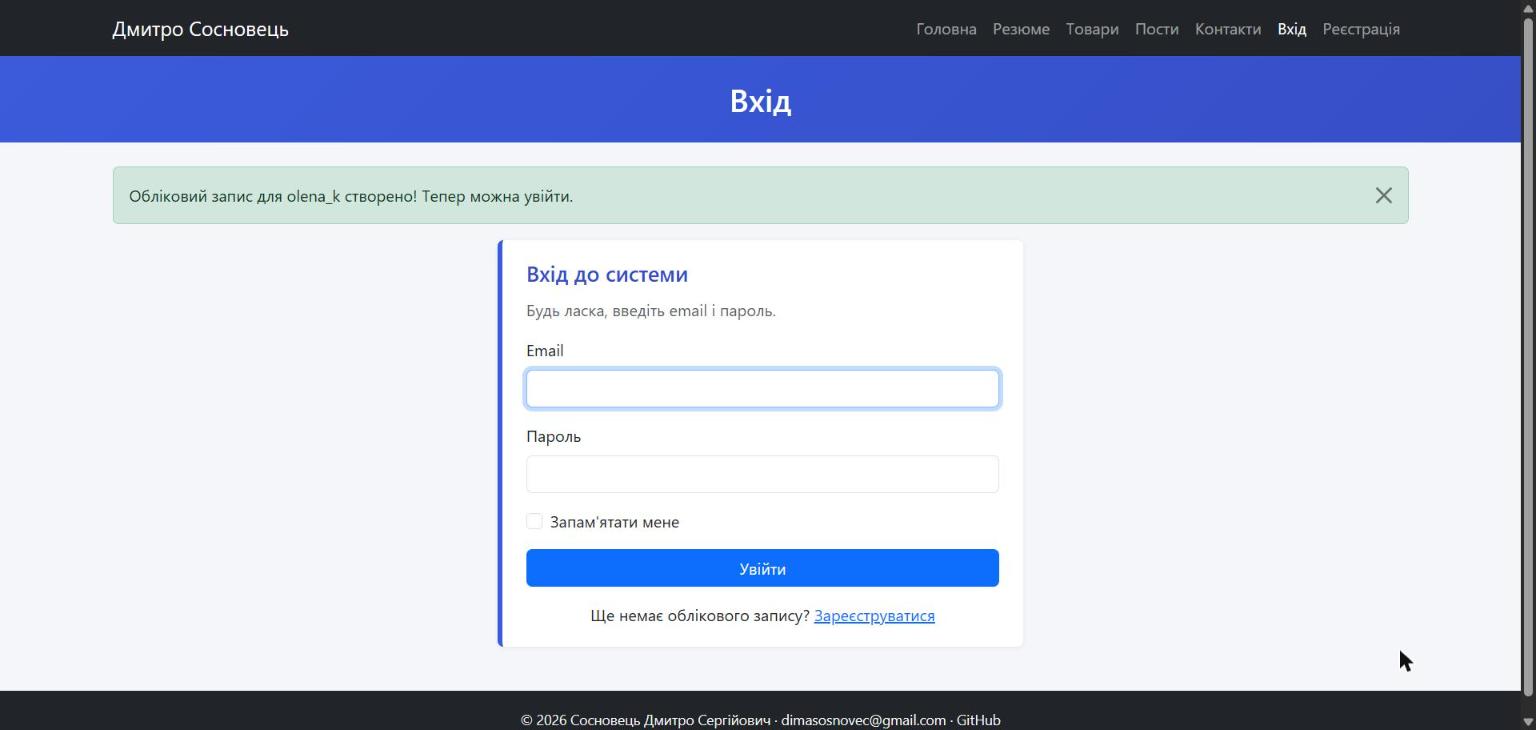 Дмитро Сосновець
Головна Резюме Товари Пости Контакти Вхід Реєстрація
Вхід
Обліковий запис для olena_k створено! Тепер можна увійти.
Вхід до системи
Будь ласка, введіть email і пароль.
Email
Пароль
Запам'ятати мене
Увійти
Ще немає облікового запису? Зареєструватися
© 2026 Сосновець Дмитро Сергійович · dimasosnovec@gmail.com · GitHub